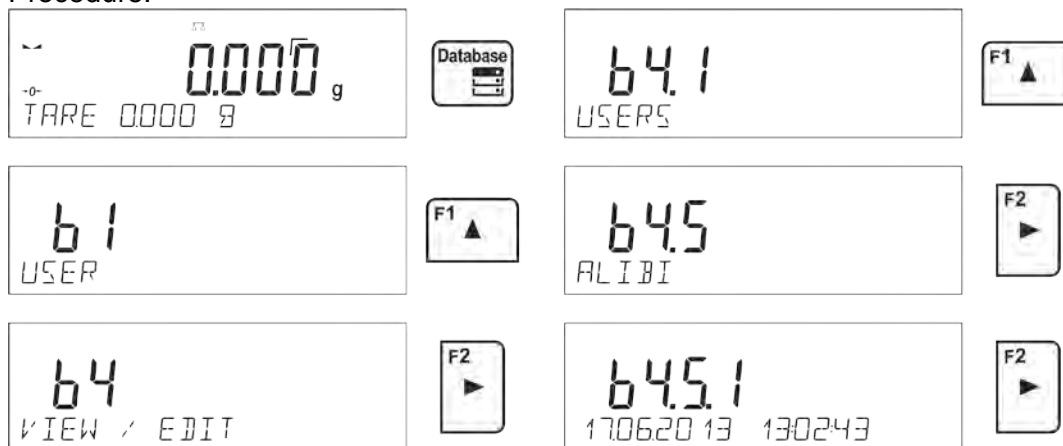 Procedure:
0.000 g
-0-
TARE 0.000 g
Database
b1
USER
F1
b4
VIEW / EDIT
F2
b4.1
USERS
F1
b4.5
ALIBI
F2
b4.5.1
17.06.2013 13:02:43
F2